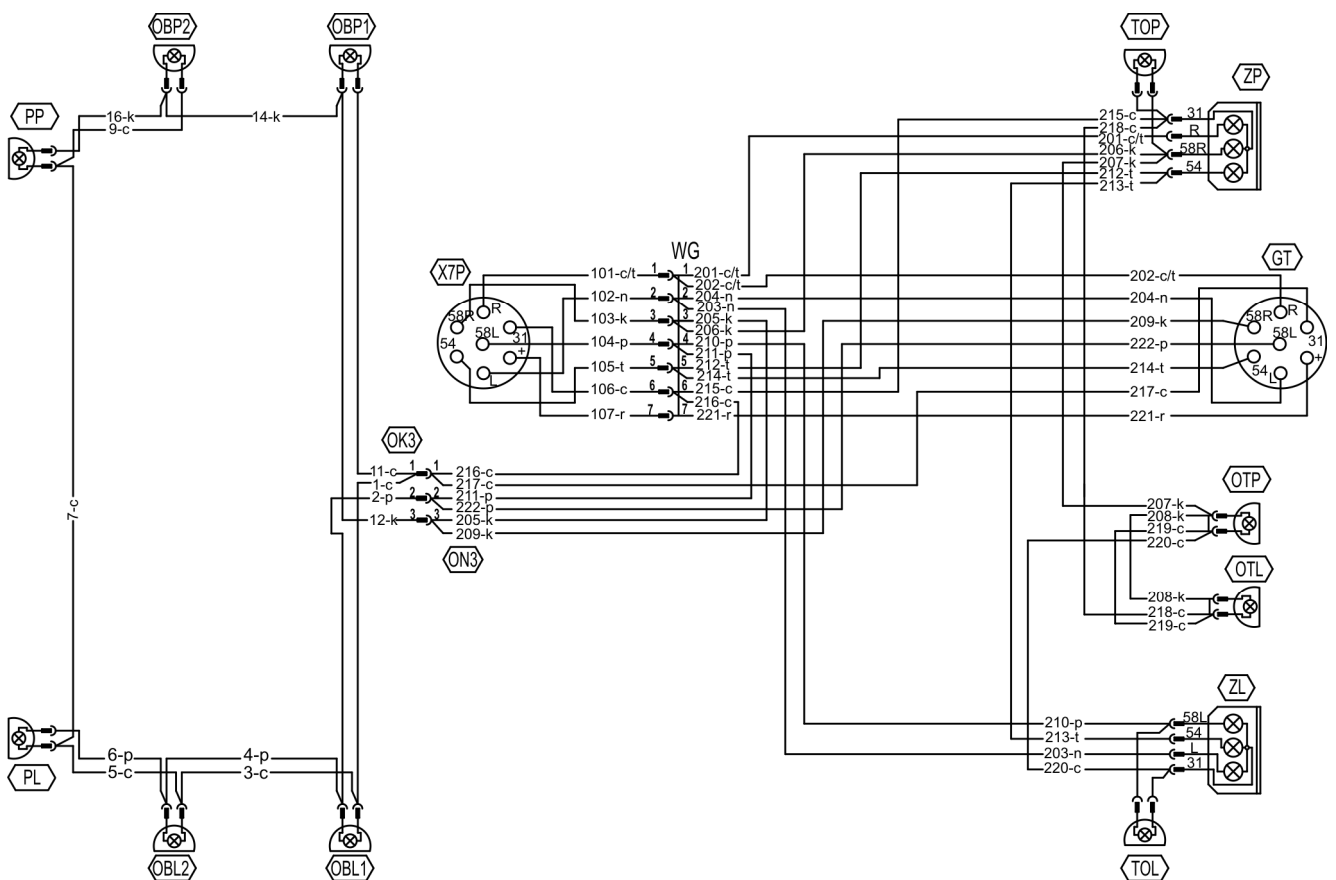 OBP2
OBP1
TOP
ZP
PP
16-k
9-c
14-k
215-c
31
218-c
201-c/t
R
206-k
58R
207-k
212-t
54
213-t
WG
X7P
GT
101-c/t
1
1
201-c/t
202-c/t
202-c/t
102-n
2
2
204-n
204-n
203-n
103-k
3
3
205-k
209-k
206-k
104-p
4
4
210-p
222-p
211-p
105-t
5
5
212-t
214-t
214-t
106-c
6
6
215-c
217-c
216-c
107-r
7
7
221-r
221-r
58R
R
58L
31
54
+
L
58R
R
58L
31
54
+
L
OK3
11-c
1
1
216-c
1-c
217-c
2-p
2
2
211-p
222-p
12-k
3
3
205-k
209-k
ON3
7-c
OTP
207-k
208-k
219-c
220-c
OTL
208-k
218-c
219-c
ZL
210-p
58L
213-t
54
203-n
L
220-c
31
PL
6-p
5-c
4-p
3-c
OBL2
OBL1
TOL